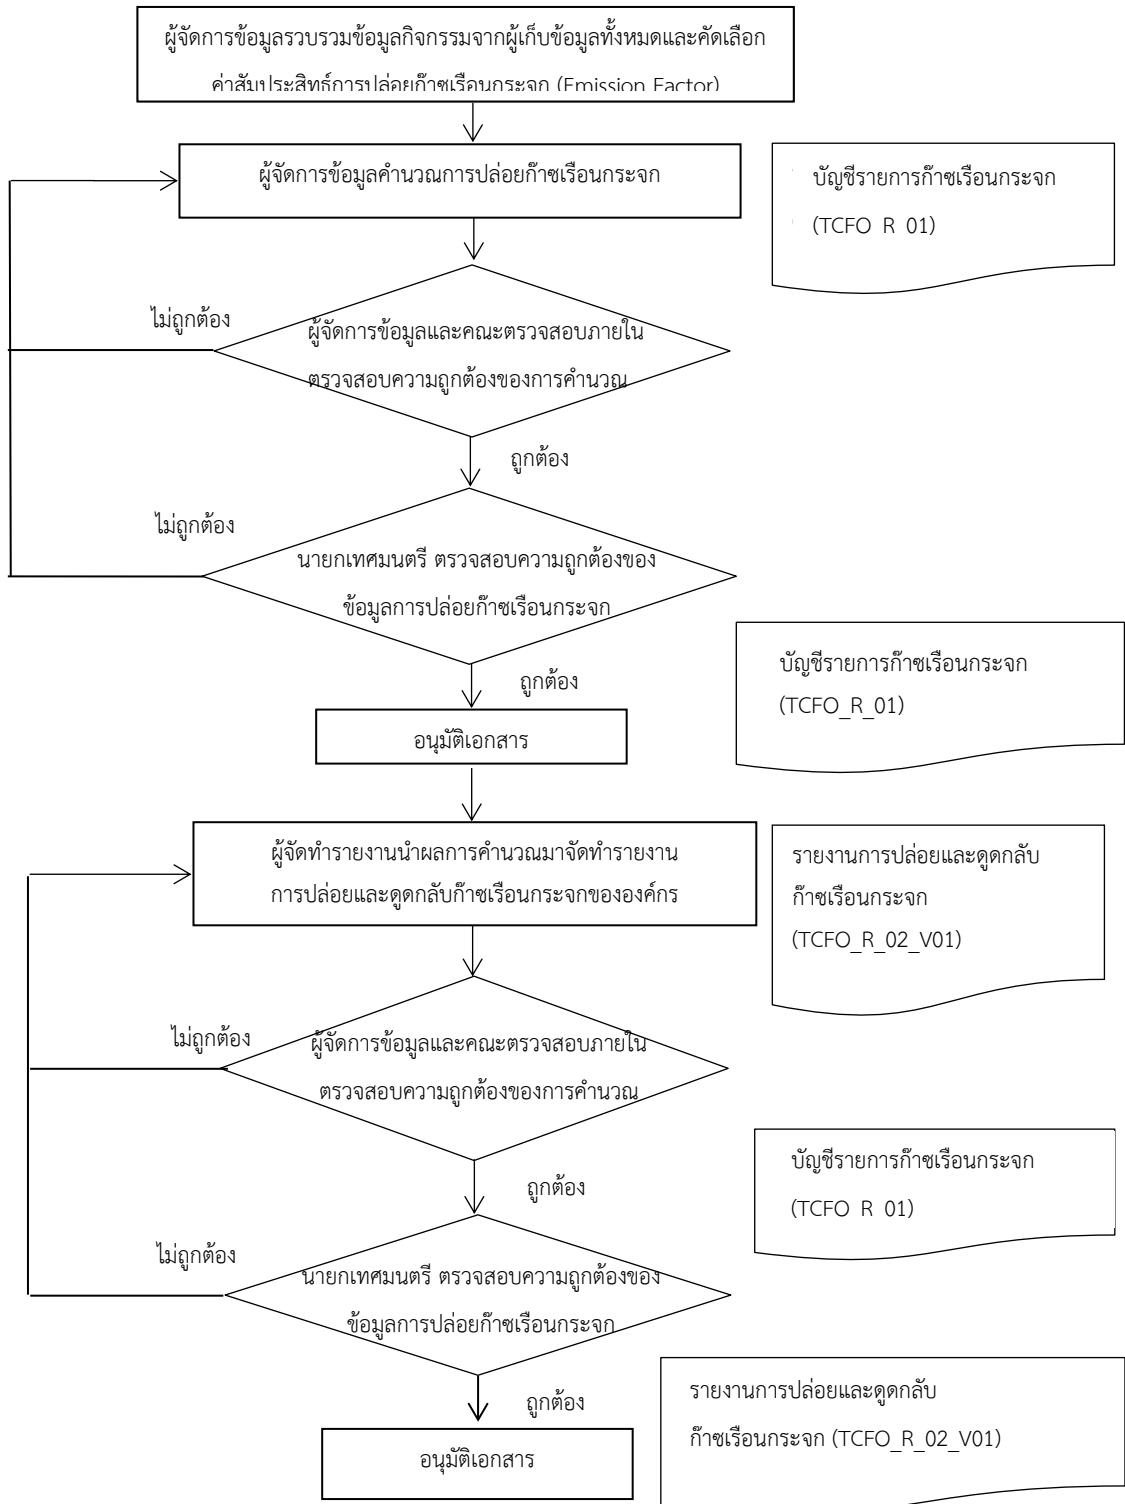 ผู้จัดการข้อมูลรวบรวมข้อมูลกิจกรรมจากผู้เก็บข้อมูลทั้งหมดและคัดเลือก
ค่าสัมประสิทธ์การปล่อยก๊าซเรือนกระจก (Emission Factor)
ผู้จัดการข้อมูลคำนวณการปล่อยก๊าซเรือนกระจก
บัญชีรายการก๊าซเรือนกระจก
(TCFO R 01)
ไม่ถูกต้อง
ผู้จัดการข้อมูลและคณะตรวจสอบภายใน
ตรวจสอบความถูกต้องของการคำนวณ
ถูกต้อง
ไม่ถูกต้อง
นายกเทศมนตรี ตรวจสอบความถูกต้องของ
ข้อมูลการปล่อยก๊าซเรือนกระจก
ถูกต้อง
บัญชีรายการก๊าซเรือนกระจก
(TCFO_R_01)
อนุมัติเอกสาร
ผู้จัดทำรายงานนำผลการคำนวณมาจัดทำรายงาน
การปล่อยและดูดกลับก๊าซเรือนกระจกขององค์กร
รายงานการปล่อยและดูดกลับ
ก๊าซเรือนกระจก
(TCFO_R_02_V01)
ไม่ถูกต้อง
ผู้จัดการข้อมูลและคณะตรวจสอบภายใน
ตรวจสอบความถูกต้องของการคำนวณ
ถูกต้อง
บัญชีรายการก๊าซเรือนกระจก
(TCFO R 01)
ไม่ถูกต้อง
นายกเทศมนตรี ตรวจสอบความถูกต้องของ
ข้อมูลการปล่อยก๊าซเรือนกระจก
ถูกต้อง
รายงานการปล่อยและดูดกลับ
ก๊าซเรือนกระจก (TCFO_R_02_V01)
อนุมัติเอกสาร